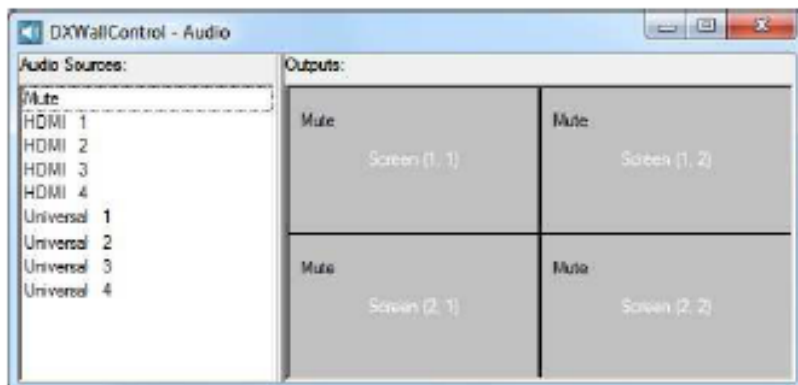 DXWallControl - Audio
Audio Sources:
Outputs:
Mute
HDMI 1
HDMI 2
HDMI 3
HDMI 4
Universal 1
Universal 2
Universal 3
Universal 4
Mute
Screen (1, 1)
Mute
Screen (1, 2)
Mute
Screen (2, 1)
Mute
Screen (2, 2)